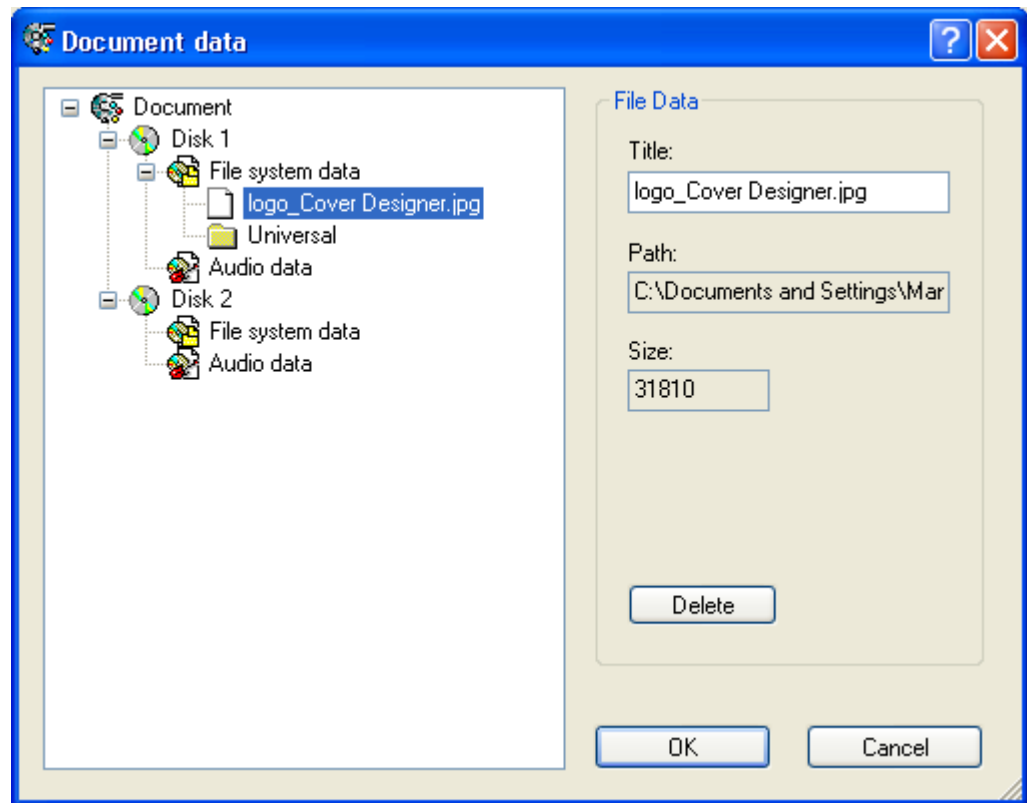 Document data
Document
Disk 1
File system data
logo_Cover Designer.jpg
Universal
Audio data
Disk 2
File system data
Audio data
File Data
Title:
logo_Cover Designer.jpg
Path:
C:\Documents and Settings\Mar
Size:
31810
Delete
OK
Cancel